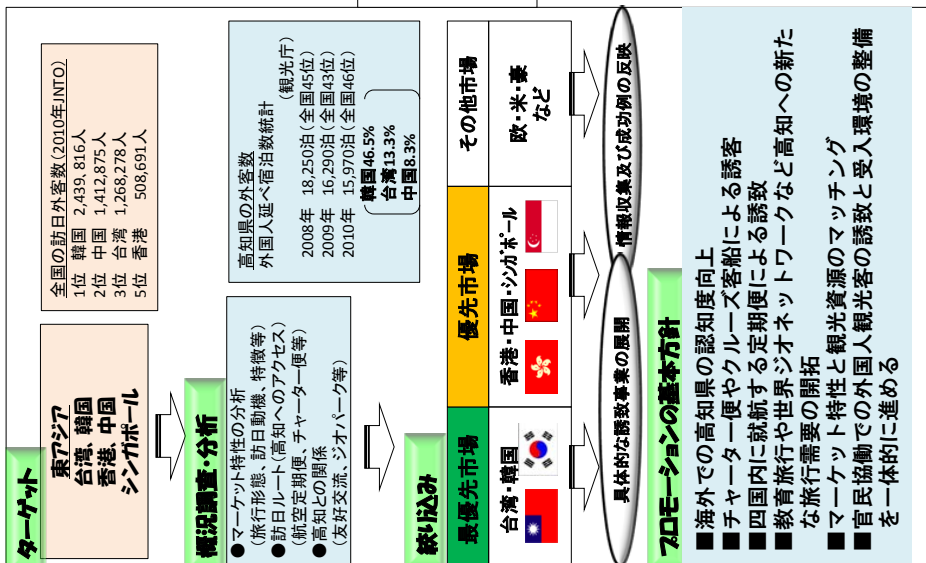 ターゲット
東アジア
台湾、韓国
香港、中国
シンガポール
全国の訪日外客数(2010年JNTO)
1位 韓国 2,439,816人
2位 中国 1,412,875人
3位 台湾 1,268,278人
5位 香港 508,691人
概況調査・分析
●マーケット特性の分析
(旅行形態、訪日動機、特徴等)
●訪日ルート(高知へのアクセス)
(航空定期便、チャーター便等)
●高知との関係
(友好交流、ジオパーク等)
高知県の外客数
外国人延べ宿泊数統計
(観光庁)
2008年 18,250泊(全国45位)
2009年 16,290泊(全国43位)
2010年 15,970泊(全国46位)
韓国46.5%
台湾13.3%
中国8.3%
絞り込み
最優先市場
優先市場
その他市場
台湾・韓国
香港・中国・シンガポール
欧・米・豪
など
具体的な誘致事業の展開
情報収集及び成功例の反映
プロモーションの基本方針
■海外での高知県の認知度向上
■チャーター便やクルーズ客船による誘客
■四国内に就航する定期便による誘致
■教育旅行や世界ジオネットワークなど高知への新た
な旅行需要の開拓
■マーケット特性と観光資源のマッチング
■官民協働での外国人観光客の誘致と受入環境の整備
を一体的に進める